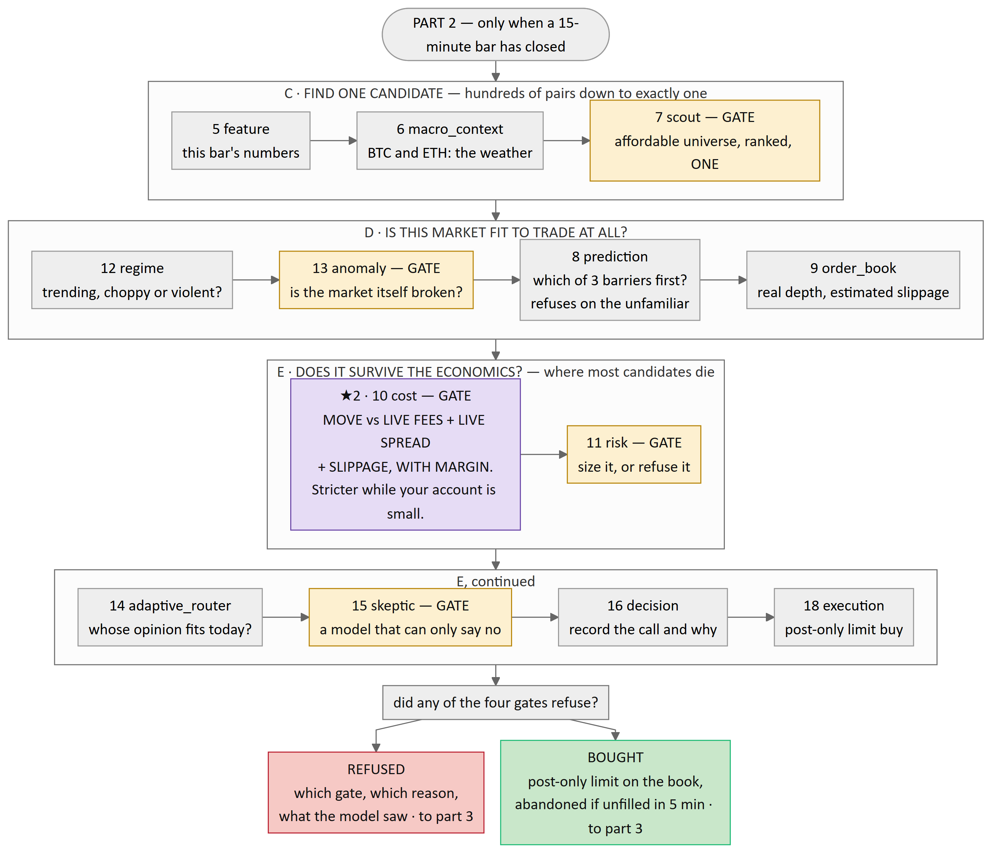 PART 2 — only when a 15-
minute bar has closed
C · FIND ONE CANDIDATE — hundreds of pairs down to exactly one
5 feature
this bar's numbers
6 macro_context
BTC and ETH: the weather
7 scout — GATE
affordable universe, ranked,
ONE
D · IS THIS MARKET FIT TO TRADE AT ALL?
12 regime
trending, choppy or violent?
13 anomaly — GATE
is the market itself broken?
8 prediction
which of 3 barriers first?
refuses on the unfamiliar
9 order_book
real depth, estimated slippage
E · DOES IT SURVIVE THE ECONOMICS? — where most candidates die
★2 · 10 cost — GATE
MOVE vs LIVE FEES + LIVE
SPREAD
+ SLIPPAGE, WITH MARGIN.
Stricter while your account is
small.
11 risk — GATE
size it, or refuse it
E, continued
14 adaptive_router
whose opinion fits today?
15 skeptic — GATE
a model that can only say no
16 decision
record the call and why
18 execution
post-only limit buy
did any of the four gates refuse?
REFUSED
which gate, which reason,
what the model saw · to part 3
BOUGHT
post-only limit on the book,
abandoned if unfilled in 5 min ·
to part 3